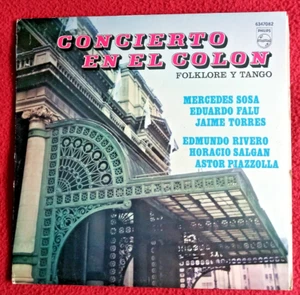 6347092
PHILIPS
CONCIERTO
EN EL COLON
FOLKLORE Y TANGO
MERCEDES SOSA
EDUARDO FALU
JAIME TORRES
EDMUNDO RIVERO
HORACIO SALGAN
ASTOR PIAZZOLLA